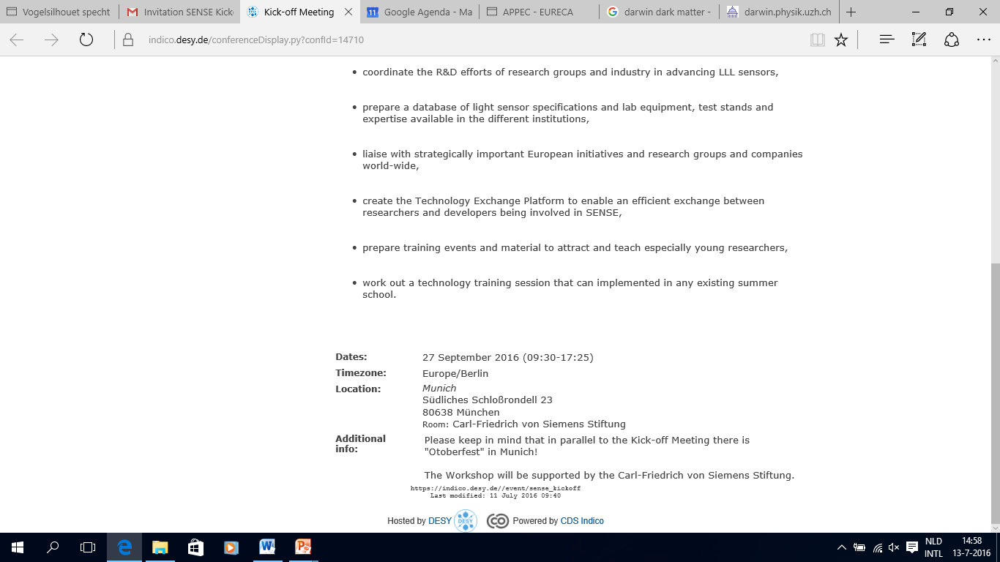 Vogelsilhouet specht
Invitation SENSE Kick
Kick-off Meeting
11 Google Agenda - Ma
APPEC - EURECA
darwin dark matter -
darwin.physik.uzh.ch
indico.desy.de/conferenceDisplay.py?confId=14710
• coordinate the R&D efforts of research groups and industry in advancing LLL sensors,
• prepare a database of light sensor specifications and lab equipment, test stands and
expertise available in the different institutions,
• liaise with strategically important European initiatives and research groups and companies
world-wide,
• create the Technology Exchange Platform to enable an efficient exchange between
researchers and developers being involved in SENSE,
• prepare training events and material to attract and teach especially young researchers,
• work out a technology training session that can implemented in any existing summer
school.
Dates: 27 September 2016 (09:30-17:25)
Timezone: Europe/Berlin
Location: Munich
Südliches Schloßrondell 23
80638 München
Room: Carl-Friedrich von Siemens Stiftung
Additional info: Please keep in mind that in parallel to the Kick-off Meeting there is
"Otoberfest" in Munich!
The Workshop will be supported by the Carl-Friedrich von Siemens Stiftung.
https://indico.desy.de//event/sense_kickoff
Last modified: 11 July 2016 09:40
Hosted by DESY DESY Powered by CDS Indico
NLD 14:58
INTL 13-7-2016